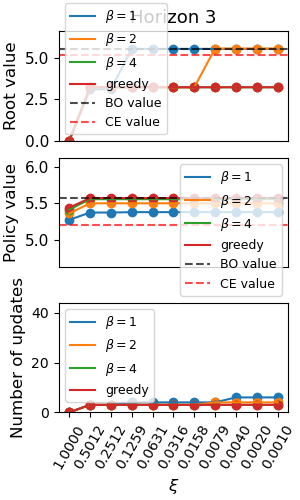 Horizon 3
Root value
5.0
2.5
0.0
β = 1
β = 2
β = 4
greedy
BO value
CE value
Policy value
6.0
5.5
5.0
β = 1
β = 2
β = 4
greedy
BO value
CE value
Number of updates
40
20
0
β = 1
β = 2
β = 4
greedy
1.0000
0.5012
0.2512
0.1259
0.0631
0.0316
0.0158
0.0079
0.0040
0.0020
0.0010
ξ